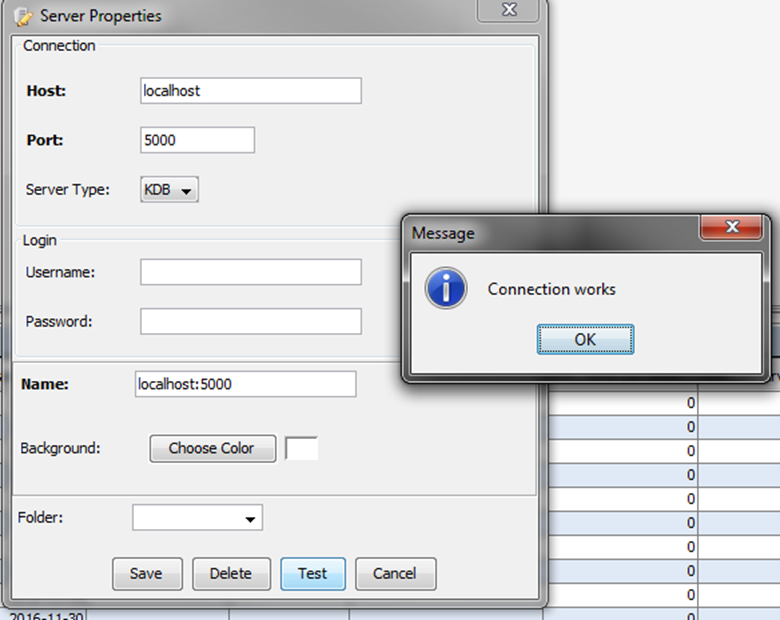 Server Properties
Connection
Host: localhost
Port: 5000
Server Type: KDB
Login
Username:
Password:
Name: localhost:5000
Background: Choose Color
Folder:
Save Delete Test Cancel
Message
Connection works
OK
0
0
0
0
0
0
0
0
0
2016-11-30 0